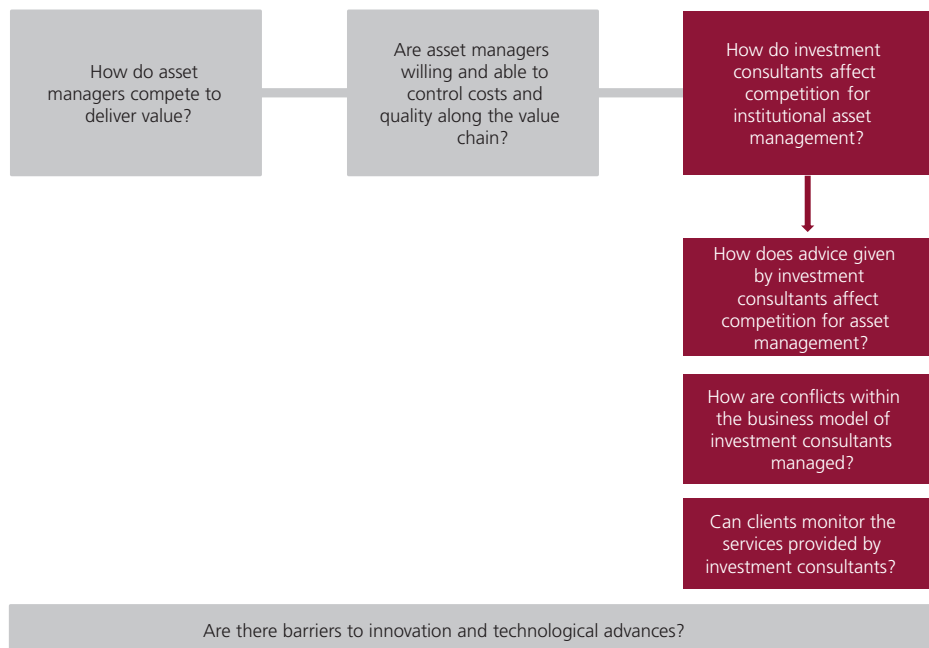 How do asset
managers compete to
deliver value?
Are asset managers
willing and able to
control costs and
quality along the value
chain?
How do investment
consultants affect
competition for
institutional asset
management?
How does advice given
by investment
consultants affect
competition for asset
management?
How are conflicts within
the business model of
investment consultants
managed?
Can clients monitor the
services provided by
investment consultants?
Are there barriers to innovation and technological advances?